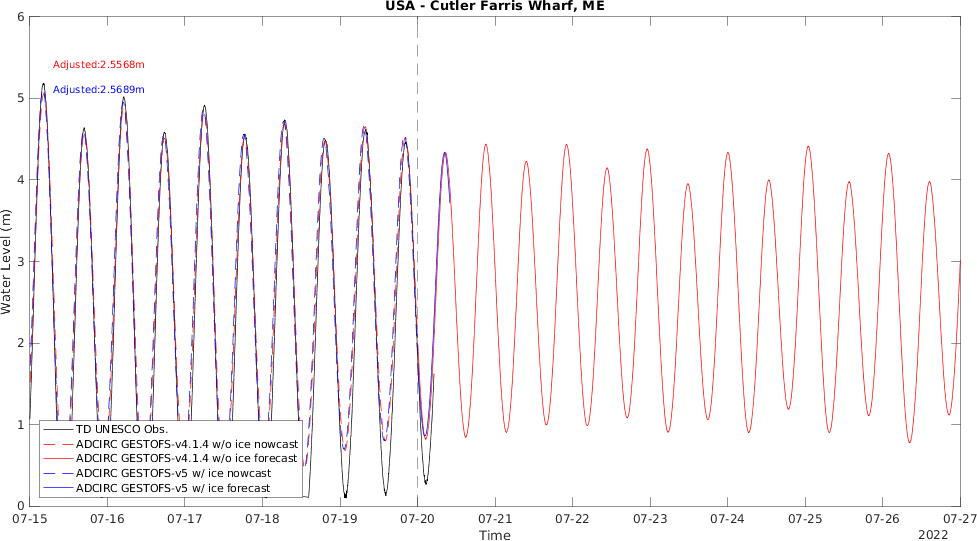 USA - Cutler Farris Wharf, ME
6
5
4
3
2
1
0
Water Level (m)
Adjusted:2.5568m
Adjusted:2.5689m
TD UNESCO Obs.
ADCIRC GESTOFS-v4.1.4 w/o ice nowcast
ADCIRC GESTOFS-v4.1.4 w/o ice forecast
ADCIRC GESTOFS-v5 w/ ice nowcast
ADCIRC GESTOFS-v5 w/ ice forecast
07-15 07-16 07-17 07-18 07-19 07-20 07-21 07-22 07-23 07-24 07-25 07-26 07-27
Time
2022